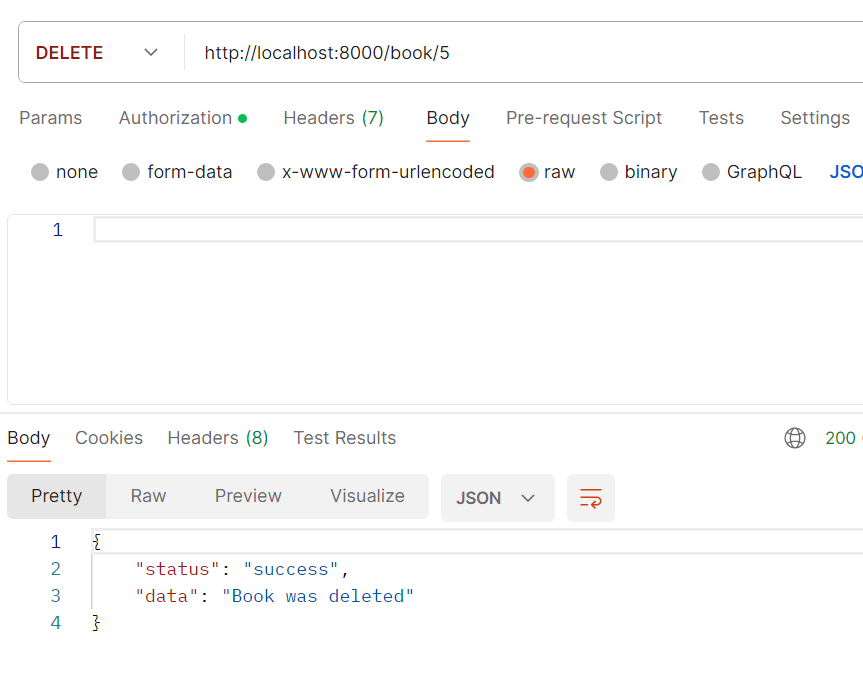 DELETE http://localhost:8000/book/5
Params Authorization Headers (7) Body Pre-request Script Tests Settings
none form-data x-www-form-urlencoded raw binary GraphQL JSO
1
Body Cookies Headers (8) Test Results 200
Pretty Raw Preview Visualize JSON
1 {
2 "status": "success",
3 "data": "Book was deleted"
4 }